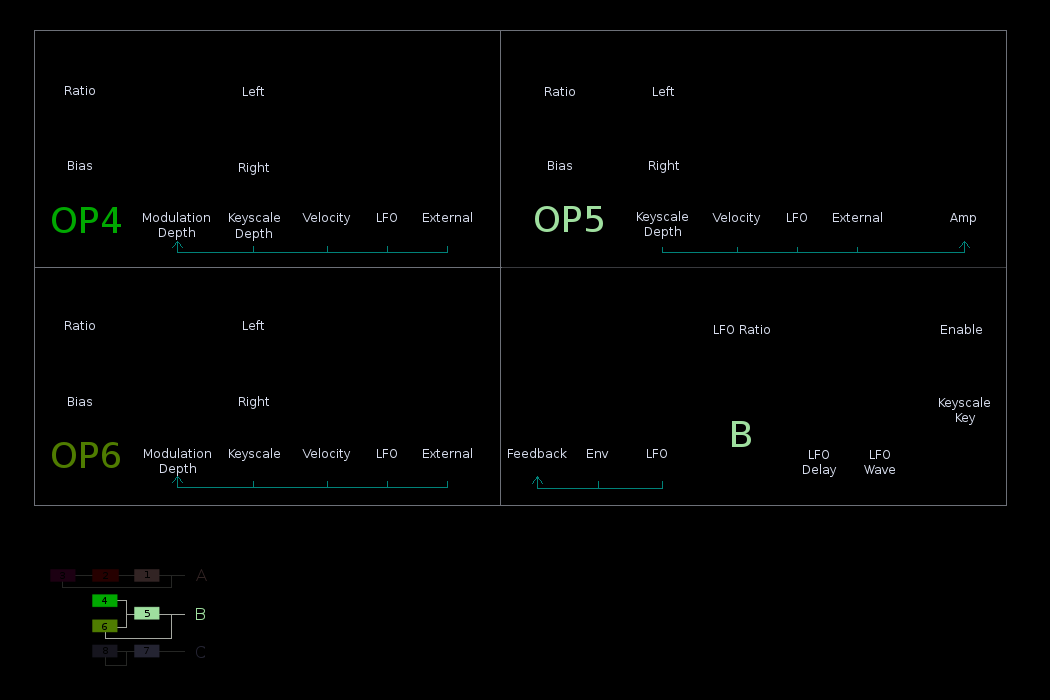 Ratio Left
Bias Right
OP4 Modulation Depth Keyscale Depth Velocity LFO External
Ratio Left
Bias Right
OP5 Keyscale Depth Velocity LFO External Amp
Ratio Left
Bias Right
OP6 Modulation Depth Keyscale Velocity LFO External
LFO Ratio Enable
Keyscale Key
B
Feedback Env LFO LFO Delay LFO Wave
1 A
4
5 B
6
8 7 C